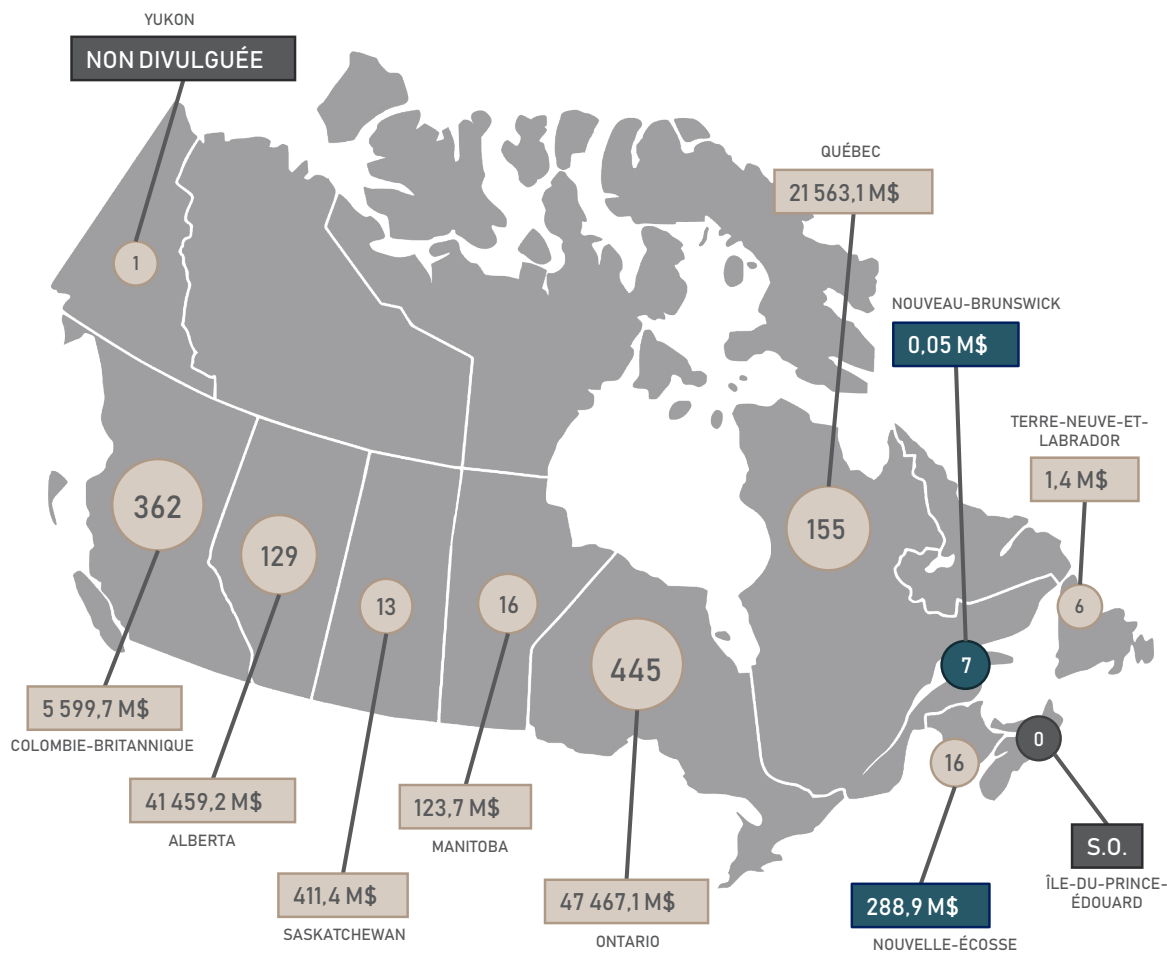 YUKON
NON DIVULGUÉE
1
QUÉBEC
21 563,1 M$
NOUVEAU-BRUNSWICK
0,05 M$
TERRE-NEUVE-ET-
LABRADOR
1,4 M$
362
129
13
16
445
155
6
7
16
0
5 599,7 M$
COLOMBIE-BRITANNIQUE
41 459,2 M$
ALBERTA
411,4 M$
SASKATCHEWAN
123,7 M$
MANITOBA
47 467,1 M$
ONTARIO
288,9 M$
NOUVELLE-ÉCOSSE
S.O.
ÎLE-DU-PRINCE-
ÉDOUARD